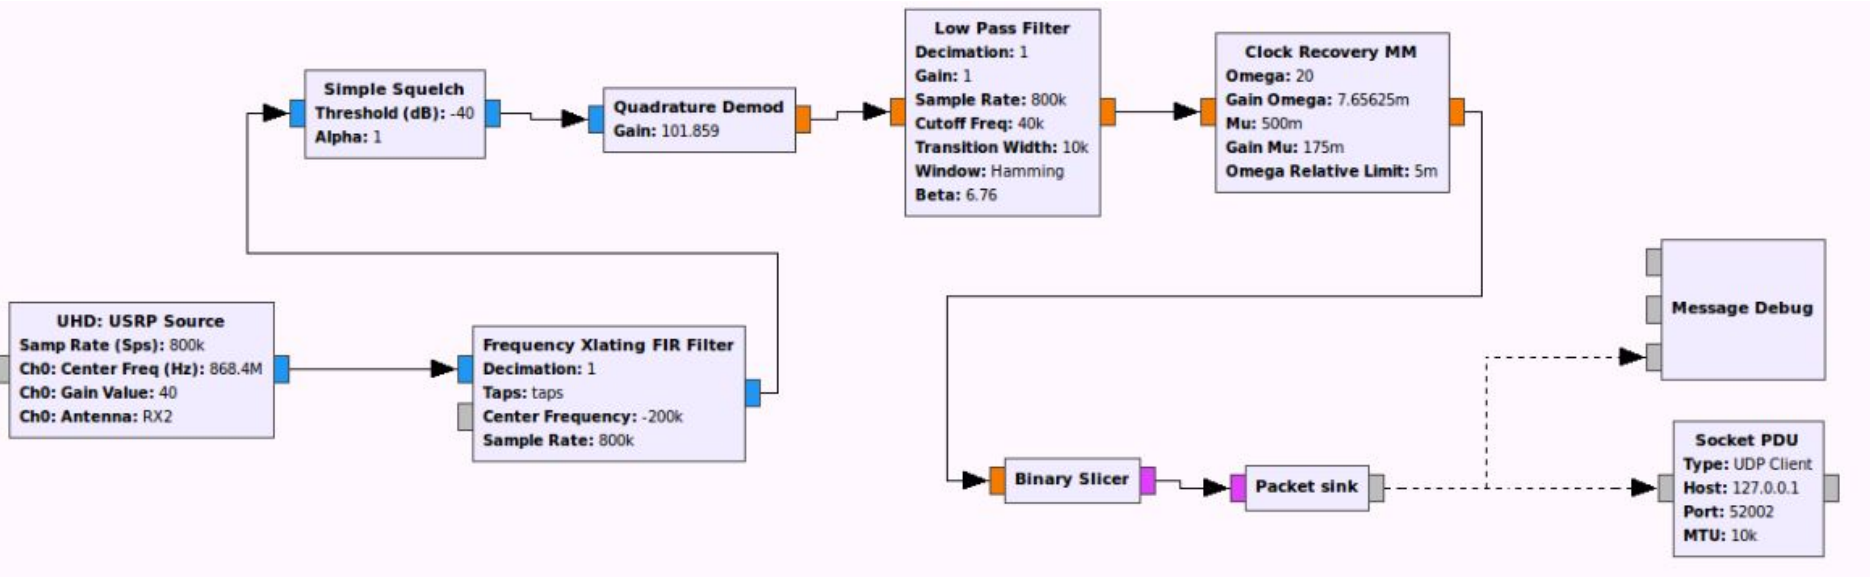 UHD: USRP Source
Samp Rate (Sps): 800k
Ch0: Center Freq (Hz): 868.4M
Ch0: Gain Value: 40
Ch0: Antenna: RX2
Frequency Xlating FIR Filter
Decimation: 1
Taps: taps
Center Frequency: -200k
Sample Rate: 800k
Simple Squelch
Threshold (dB): -40
Alpha: 1
Quadrature Demod
Gain: 101.859
Low Pass Filter
Decimation: 1
Gain: 1
Sample Rate: 800k
Cutoff Freq: 40k
Transition Width: 10k
Window: Hamming
Beta: 6.76
Clock Recovery MM
Omega: 20
Gain Omega: 7.65625m
Mu: 500m
Gain Mu: 175m
Omega Relative Limit: 5m
Binary Slicer
Packet sink
Message Debug
Socket PDU
Type: UDP Client
Host: 127.0.0.1
Port: 52002
MTU: 10k